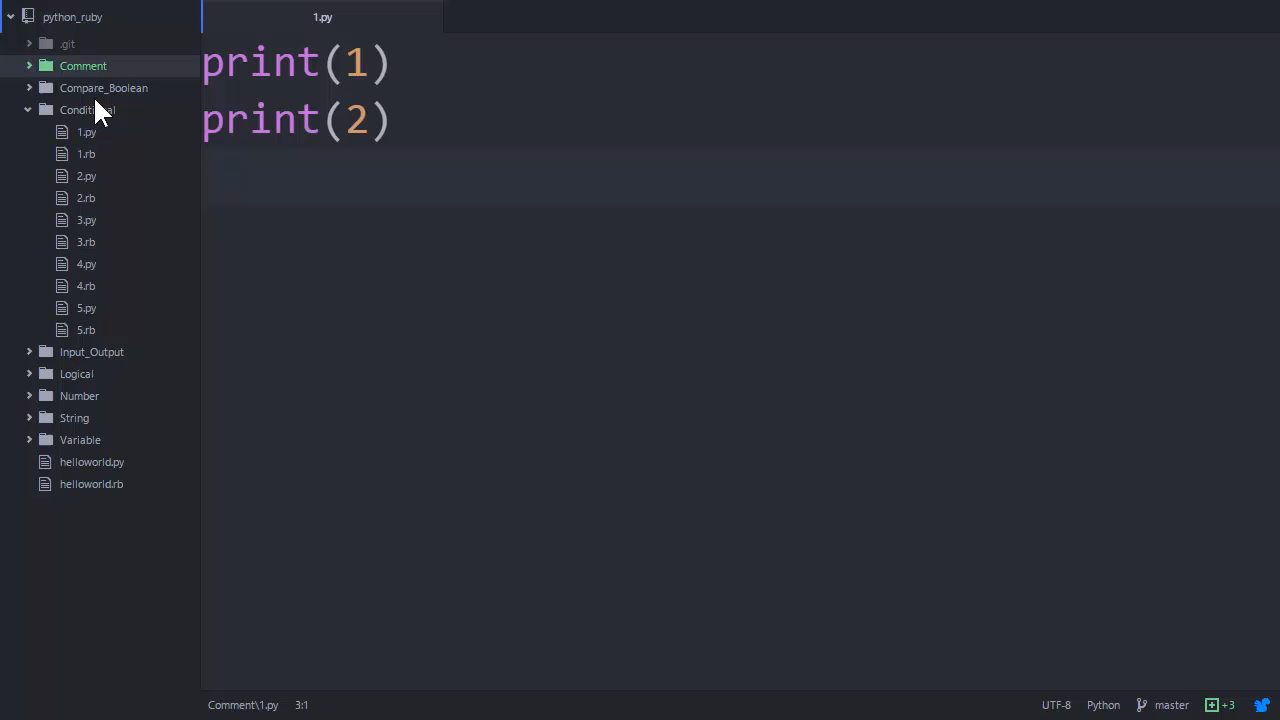 python_ruby
.git
Comment
Compare_Boolean
1.py
1.rb
2.py
2.rb
3.py
3.rb
4.py
4.rb
5.py
5.rb
Input_Output
Logical
Number
String
Variable
helloworld.py
helloworld.rb
1.py
print(1)
print(2)
Comment\1.py 3:1
UTF-8 Python master +3